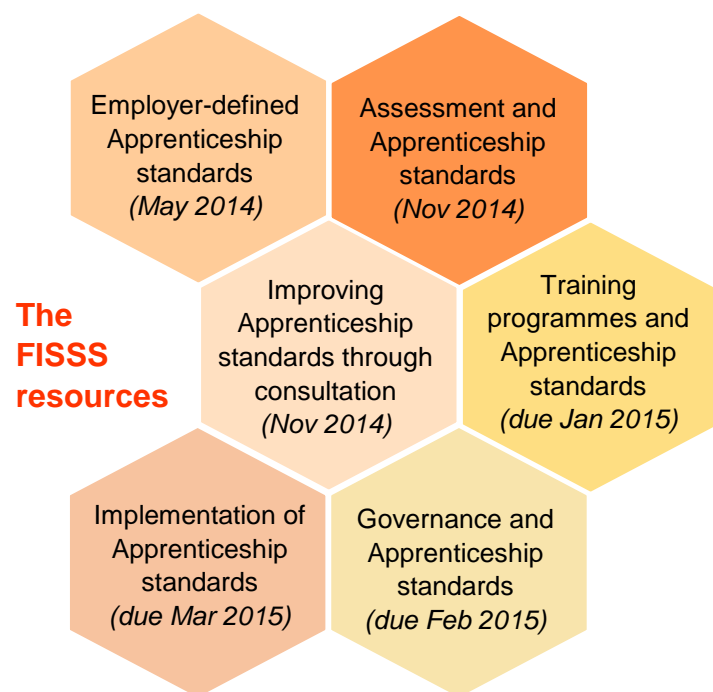 Employer-defined
Apprenticeship
standards
(May 2014)
Assessment and
Apprenticeship
standards
(Nov 2014)
The
FISSS
resources
Improving
Apprenticeship
standards through
consultation
(Nov 2014)
Training
programmes and
Apprenticeship
standards
(due Jan 2015)
Implementation of
Apprenticeship
standards
(due Mar 2015)
Governance and
Apprenticeship
standards
(due Feb 2015)